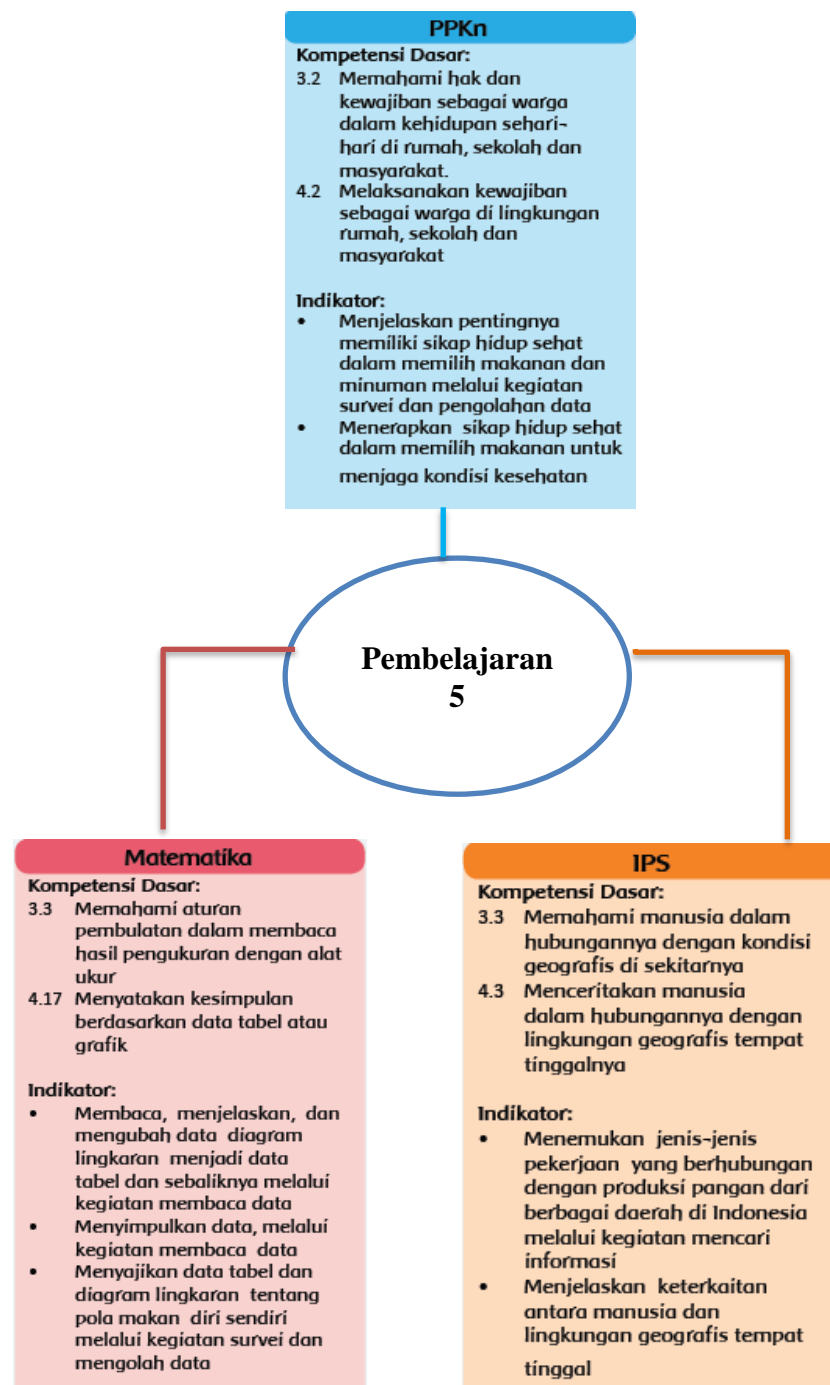 PPKn
Kompetensi Dasar:
3.2 Memahami hak dan
kewajiban sebagai warga
dalam kehidupan sehari-
hari di rumah, sekolah dan
masyarakat.
4.2 Melaksanakan kewajiban
sebagai warga di lingkungan
rumah, sekolah dan
masyarakat
Indikator:
• Menjelaskan pentingnya
memiliki sikap hidup sehat
dalam memilih makanan dan
minuman melalui kegiatan
survei dan pengolahan data
• Menerapkan sikap hidup sehat
dalam memilih makanan untuk
menjaga kondisi kesehatan
Pembelajaran
5
Matematika
Kompetensi Dasar:
3.3 Memahami aturan
pembulatan dalam membaca
hasil pengukuran dengan alat
ukur
4.17 Menyatakan kesimpulan
berdasarkan data tabel atau
grafik
Indikator:
• Membaca, menjelaskan, dan
mengubah data diagram
lingkaran menjadi data
tabel dan sebaliknya melalui
kegiatan membaca data
• Menyimpulkan data, melalui
kegiatan membaca data
• Menyajikan data tabel dan
diagram lingkaran tentang
pola makan diri sendiri
melalui kegiatan survei dan
mengolah data
IPS
Kompetensi Dasar:
3.3 Memahami manusia dalam
hubungannya dengan kondisi
geografis di sekitarnya
4.3 Menceritakan manusia
dalam hubungannya dengan
lingkungan geografis tempat
tinggalnya
Indikator:
• Menemukan jenis-jenis
pekerjaan yang berhubungan
dengan produksi pangan dari
berbagai daerah di Indonesia
melalui kegiatan mencari
informasi
• Menjelaskan keterkaitan
antara manusia dan
lingkungan geografis tempat
tinggal